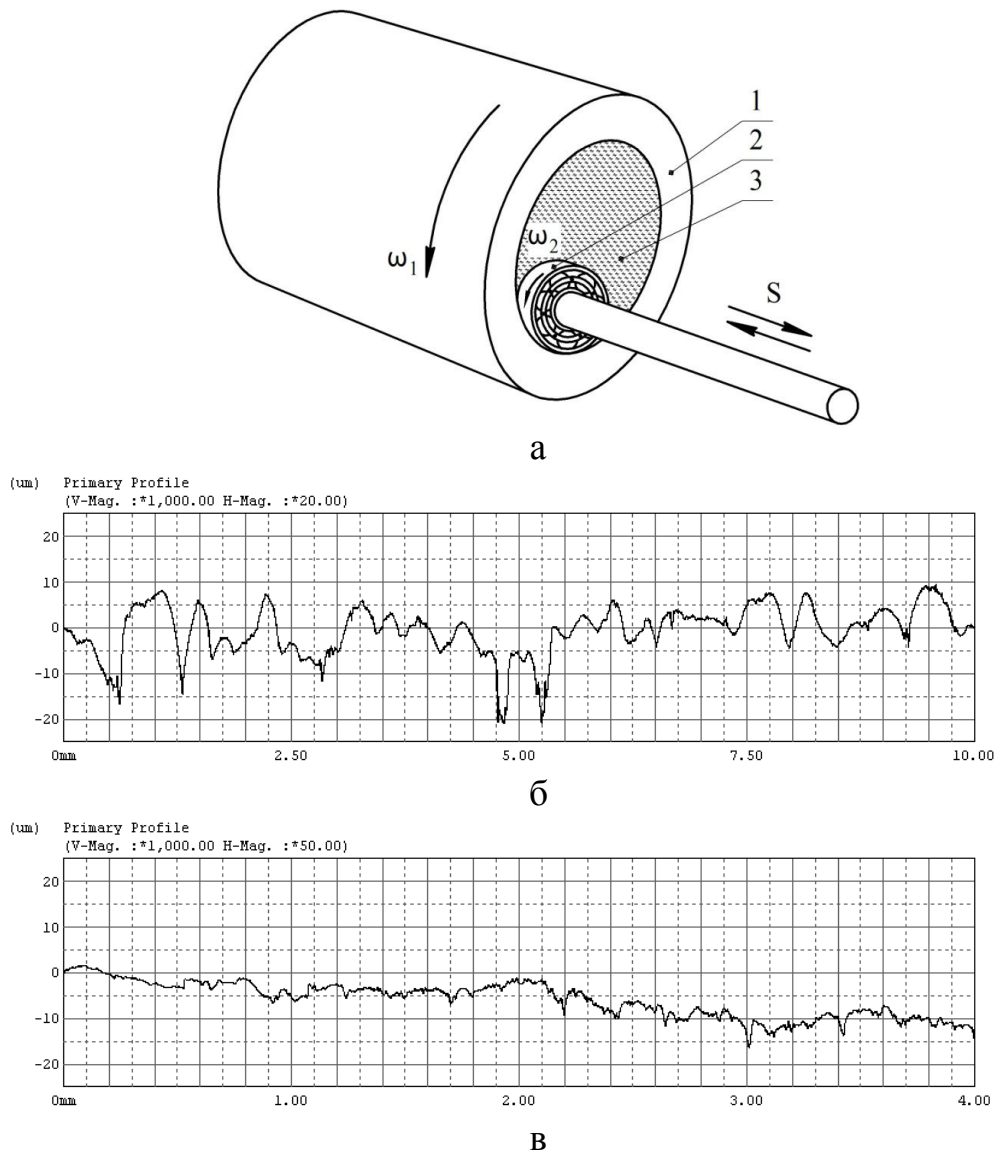 1
2
3
ω1
ω2
S
а
(um) Primary Profile
(V-Mag. :*1,000.00 H-Mag. :*20.00)
20
10
0
-10
-20
0mm 2.50 5.00 7.50 10.00
б
(um) Primary Profile
(V-Mag. :*1,000.00 H-Mag. :*50.00)
20
10
0
-10
-20
0mm 1.00 2.00 3.00 4.00
в